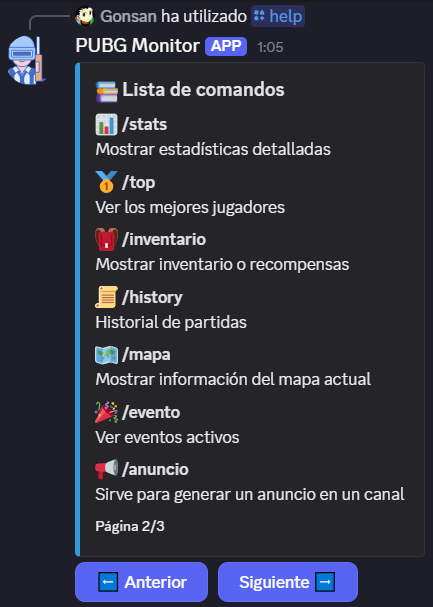 Gonsan ha utilizado help
PUBG Monitor APP 1:05
Lista de comandos
/stats
Mostrar estadísticas detalladas
/top
Ver los mejores jugadores
/inventario
Mostrar inventario o recompensas
/history
Historial de partidas
/mapa
Mostrar información del mapa actual
/evento
Ver eventos activos
/anuncio
Sirve para generar un anuncio en un canal
Página 2/3
Anterior Siguiente